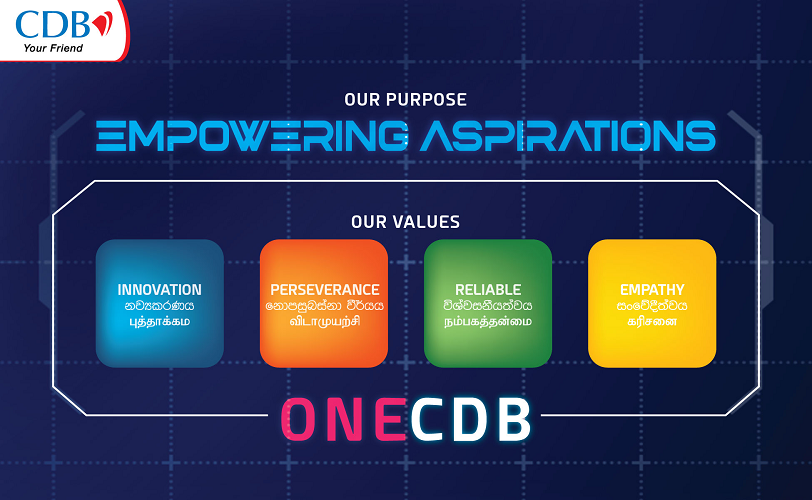 CDB
Your Friend
OUR PURPOSE
EMPOWERING ASPIRATIONS
OUR VALUES
INNOVATION
නව්‍යකරණය
புத்தாக்கம்
PERSEVERANCE
නොපසුබස්නා වීර්යය
விடாமுயற்சி
RELIABLE
විශ්වසනීයත්වය
நம்பகத்தன்மை
EMPATHY
සංවේදීත්වය
கரிசனை
ONECDB